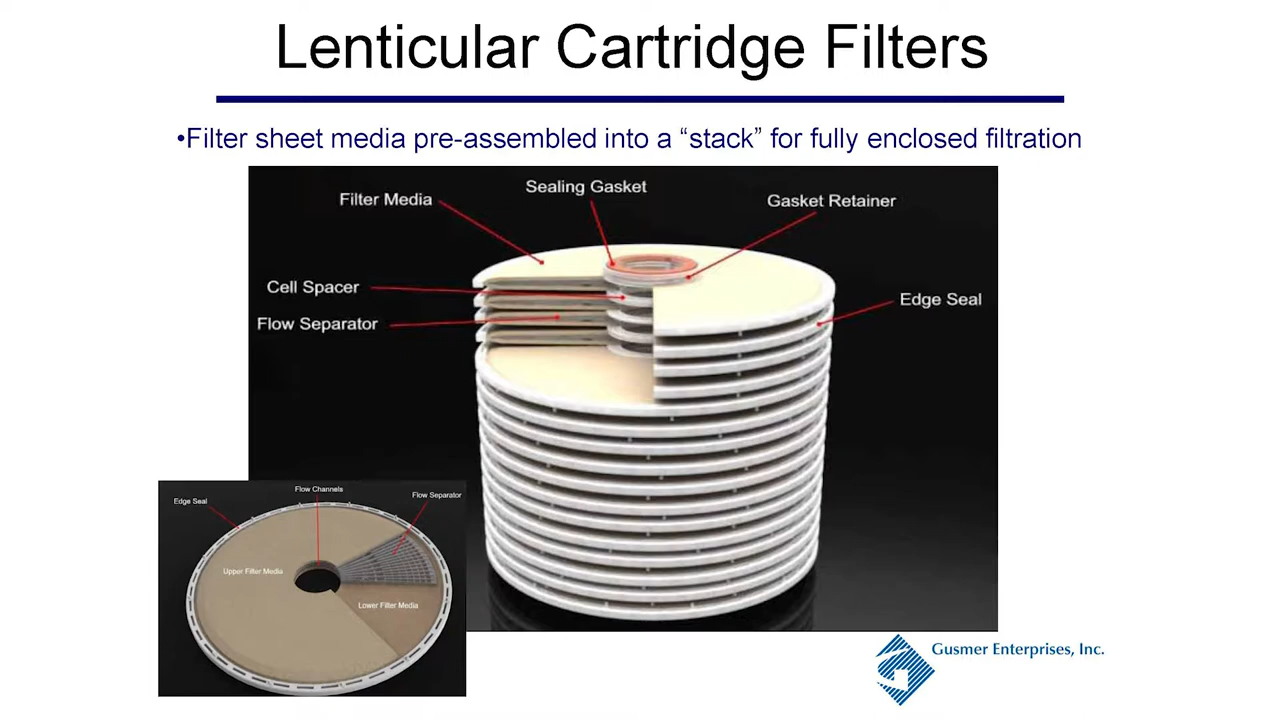 Lenticular Cartridge Filters
•Filter sheet media pre-assembled into a “stack” for fully enclosed filtration
Sealing Gasket
Filter Media
Gasket Retainer
Cell Spacer
Edge Seal
Flow Separator
Flow Channels
Edge Seal
Flow Separator
Upper Filter Media
Lower Filter Media
Gusmer Enterprises, Inc.